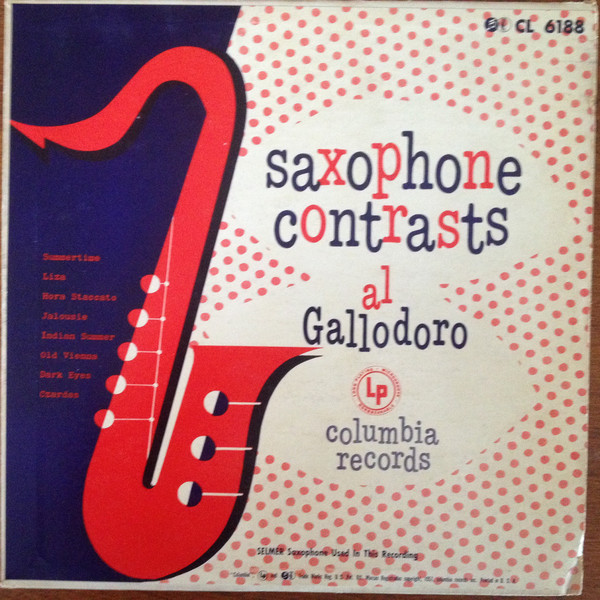 CL 6188
saxophone
contrasts
al
Gallodoro
Summertime
Liza
Hora Staccato
Jalousie
Indian Summer
Old Vienna
Dark Eyes
Czardas
LP
columbia
records
SELMER Saxophone Used In This Recording
"Columbia"